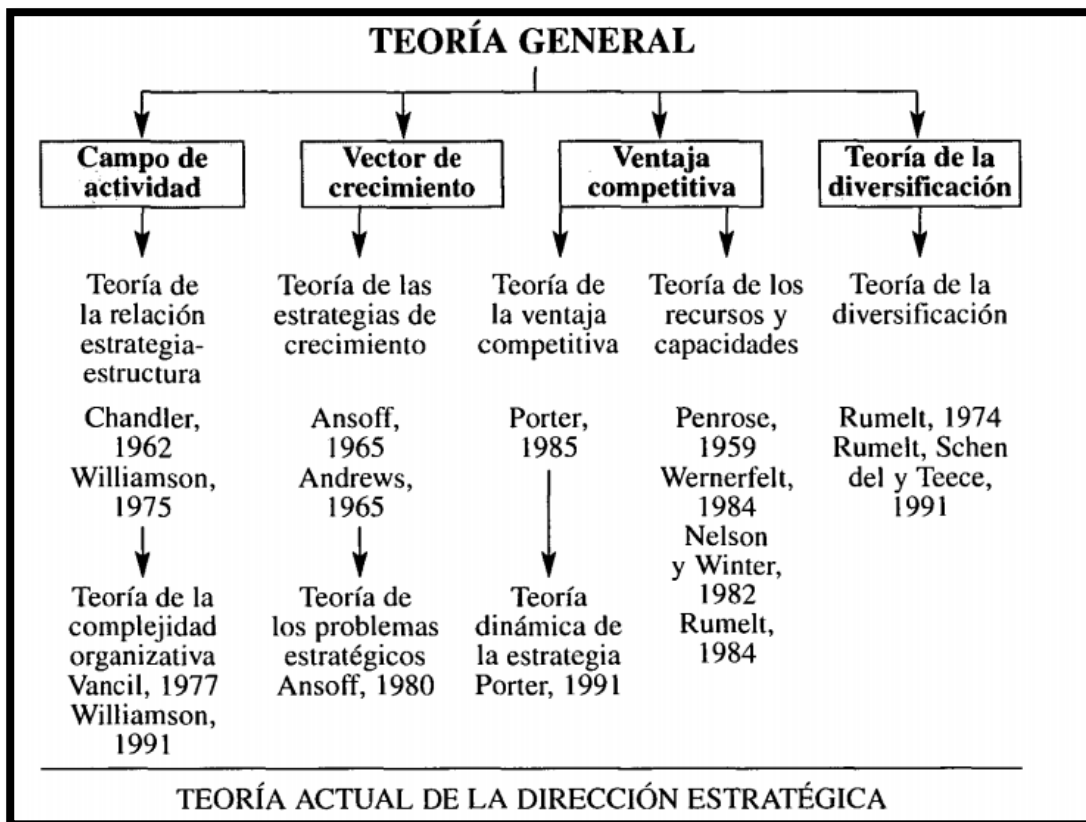 TEORÍA GENERAL
Campo de
actividad
Vector de
crecimiento
Ventaja
competitiva
Teoría de la
diversificación
Teoría de
la relación
estrategia-
estructura
Chandler,
1962
Williamson,
1975
Teoría de la
complejidad
organizativa
Vancil, 1977
Williamson,
1991
Teoría de las
estrategias de
crecimiento
Ansoff,
1965
Andrews,
1965
Teoría de
los problemas
estratégicos
Ansoff, 1980
Teoría de
la ventaja
competitiva
Porter,
1985
Teoría
dinámica de
la estrategia
Porter, 1991
Teoría de los
recursos y
capacidades
Penrose,
1959
Wernerfelt,
1984
Nelson
y Winter,
1982
Rumelt,
1984
Teoría de la
diversificación
Rumelt, 1974
Rumelt, Schen
del y Teece,
1991
TEORÍA ACTUAL DE LA DIRECCIÓN ESTRATÉGICA